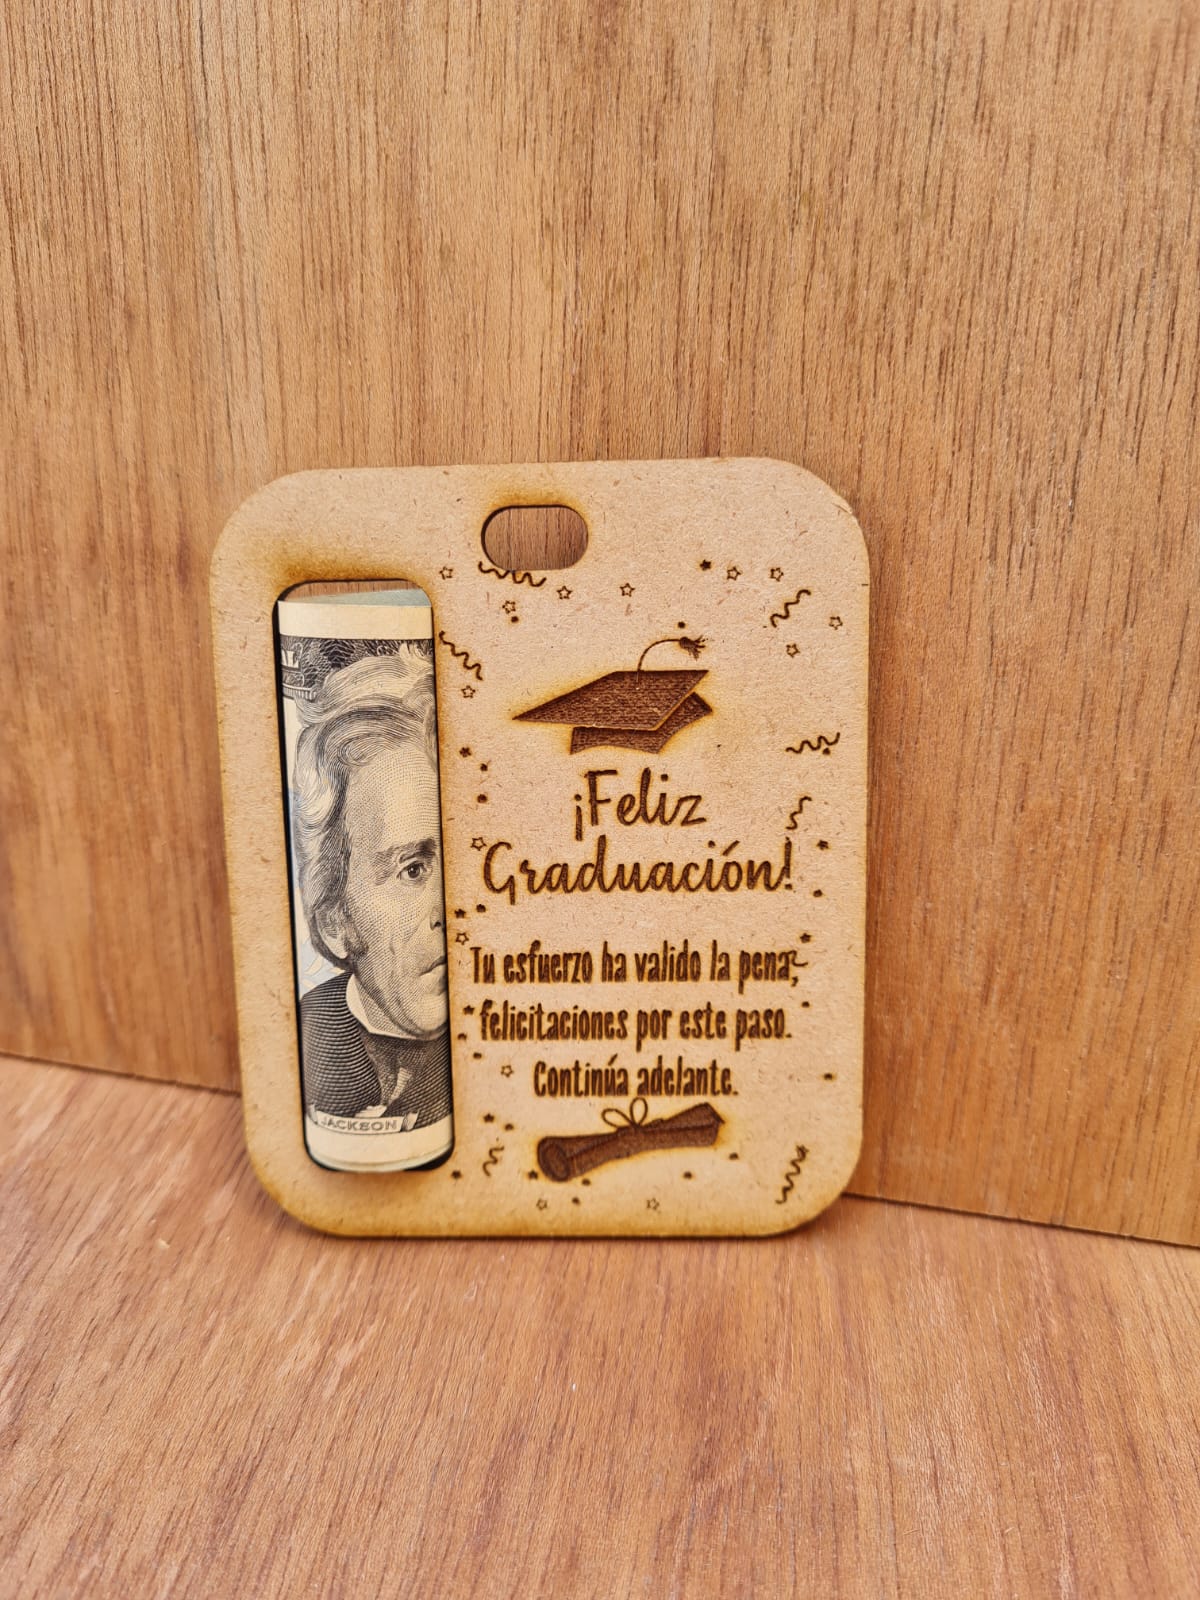 ¡Feliz
Graduación!
Tu esfuerzo ha valido la pena,
felicitaciones por este paso.
Continúa adelante.
JACKSON